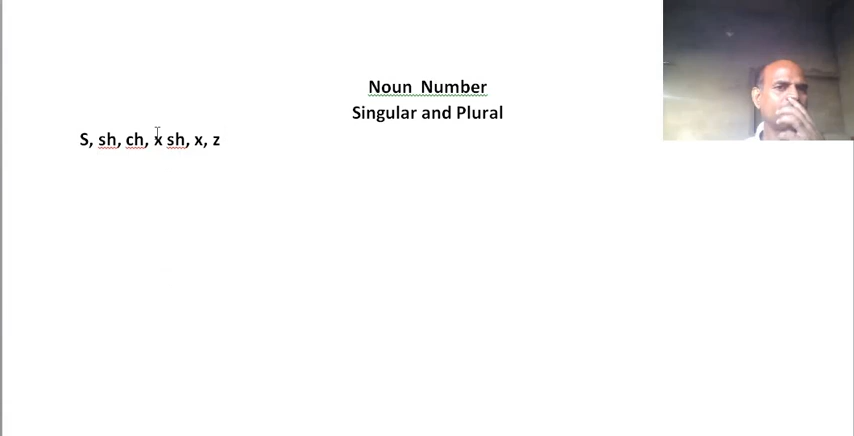 Noun Number
Singular and Plural
S, sh, ch, x sh, x, z